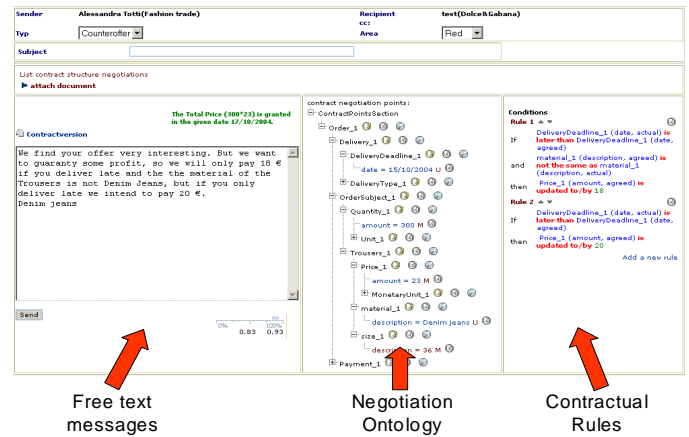 Sender Alessandra Totti(Fashion trade) Recipient test(Dolce&Gabana)
cc:
Typ Counteroffer Area Red
Subject
List contract structure negotiations
attach document
The Total Price (300*23) is granted
in the given date 17/10/2004.
Contractversion
We find your offer very interesting. But we want
to guaranty some profit, so we will only pay 18 €
if you deliver late and the the material of the
Trousers is not Denim Jeans, but if you only
deliver late we intend to pay 20 €.
Denim jeans
Send
0% 100%
0.83 0.93
contract negotiation points:
ContractPointsSection
Order_1
Delivery_1
DeliveryDeadline_1
date = 15/10/2004 U
DeliveryType_1
OrderSubject_1
Quantity_1
amount = 300 M
Unit_1
Trousers_1
Price_1
amount = 23 M
MonetaryUnit_1
material_1
description = Denim jeans U
size_1
description = 36 M
Payment_1
Conditions
Rule 1
If DeliveryDeadline_1 (date, actual) is
later than DeliveryDeadline_1 (date,
agreed)
and material_1 (description, agreed) is
not the same as material_1
(description, actual)
then Price_1 (amount, agreed) is
updated to/by 18
Rule 2
If DeliveryDeadline_1 (date, actual) is
later than DeliveryDeadline_1 (date,
agreed)
then Price_1 (amount, agreed) is
updated to/by 20
Add a new rule
Free text
messages
Negotiation
Ontology
Contractual
Rules